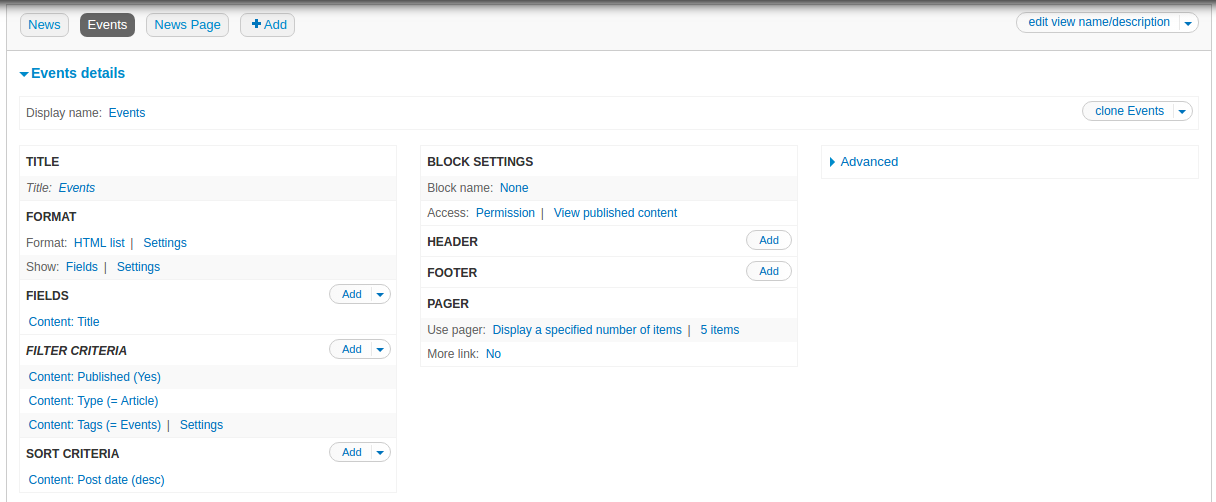 News Events News Page Add edit view name/description
Events details
Display name: Events clone Events
TITLE
Title: Events
FORMAT
Format: HTML list | Settings
Show: Fields | Settings
FIELDS Add
Content: Title
FILTER CRITERIA Add
Content: Published (Yes)
Content: Type (= Article)
Content: Tags (= Events) | Settings
SORT CRITERIA Add
Content: Post date (desc)
BLOCK SETTINGS
Block name: None
Access: Permission | View published content
HEADER Add
FOOTER Add
PAGER
Use pager: Display a specified number of items | 5 items
More link: No
Advanced